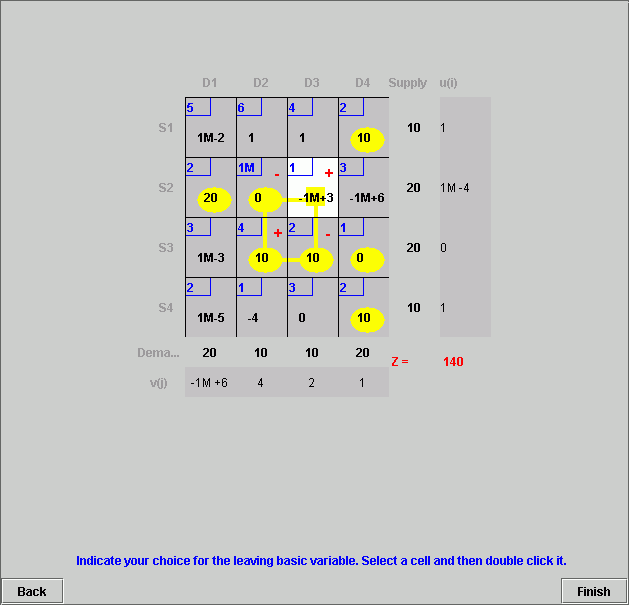 D1 D2 D3 D4 Supply u(i)
5 6 4 2
S1 1M-2 1 1 10 10 1
2 1M - 1 + 3
S2 20 0 -1M+3 -1M+6 20 1M -4
3 4 + 2 - 1
S3 1M-3 10 10 0 20 0
2 1 3 2
S4 1M-5 -4 0 10 10 1
Dema... 20 10 10 20 Z = 140
v(j) -1M +6 4 2 1
Indicate your choice for the leaving basic variable. Select a cell and then double click it.
Back Finish